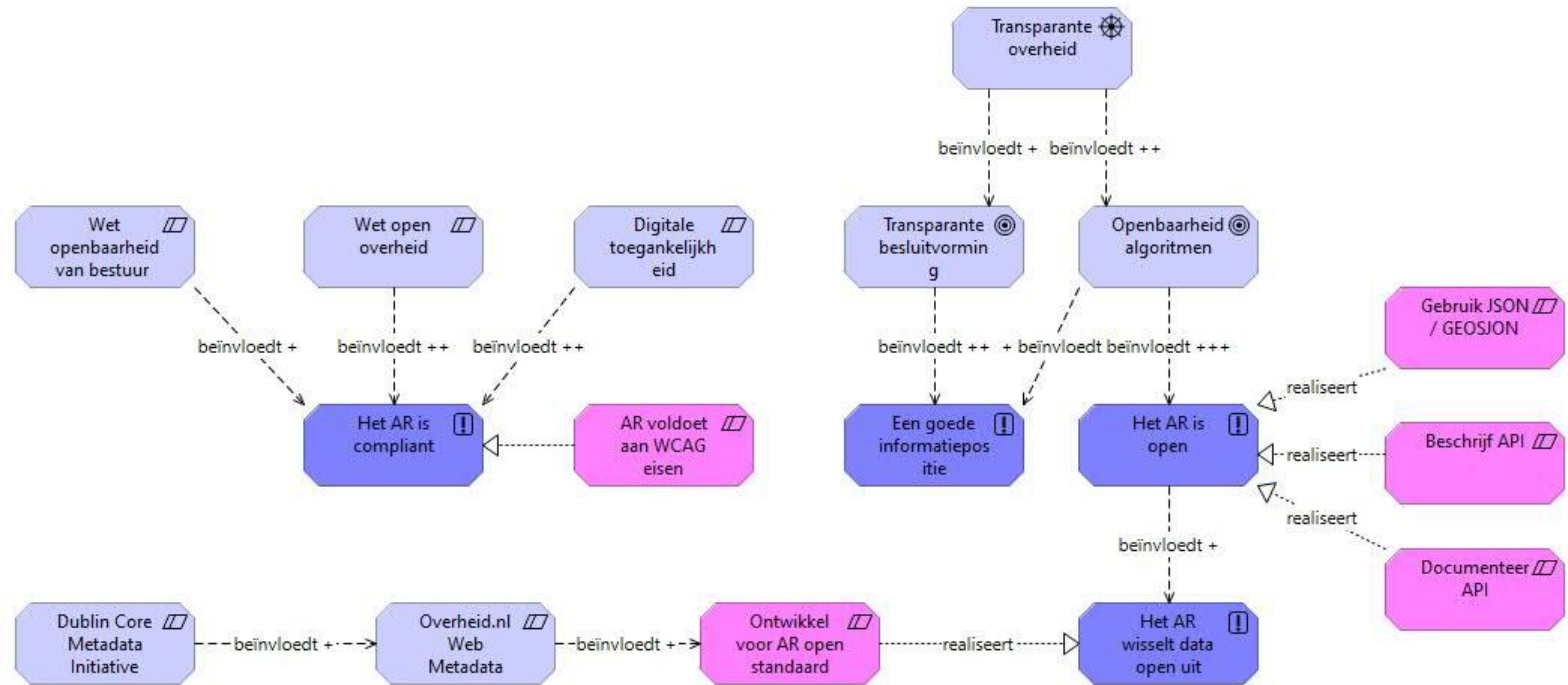 Transparante
overheid
beïnvloedt + beïnvloedt ++
Wet
openbaarheid
van bestuur
Wet open
overheid
Digitale
toegankelijkh
eid
Transparante
besluitvormin
g
Openbaarheid
algoritmen
beïnvloedt +
beïnvloedt ++
beïnvloedt ++
beïnvloedt ++
+ beïnvloedt
beïnvloedt +++
Gebruik JSON
/ GEOSJON
realiseert
Het AR is
compliant
AR voldoet
aan WCAG
eisen
Een goede
informatiepos
itie
Het AR is
open
realiseert
Beschrijf API
realiseert
beïnvloedt +
Documenteer
API
Dublin Core
Metadata
Initiative
beïnvloedt +
Overheid.nl
Web
Metadata
beïnvloedt +
Ontwikkel
voor AR open
standaard
realiseert
Het AR
wisselt data
open uit